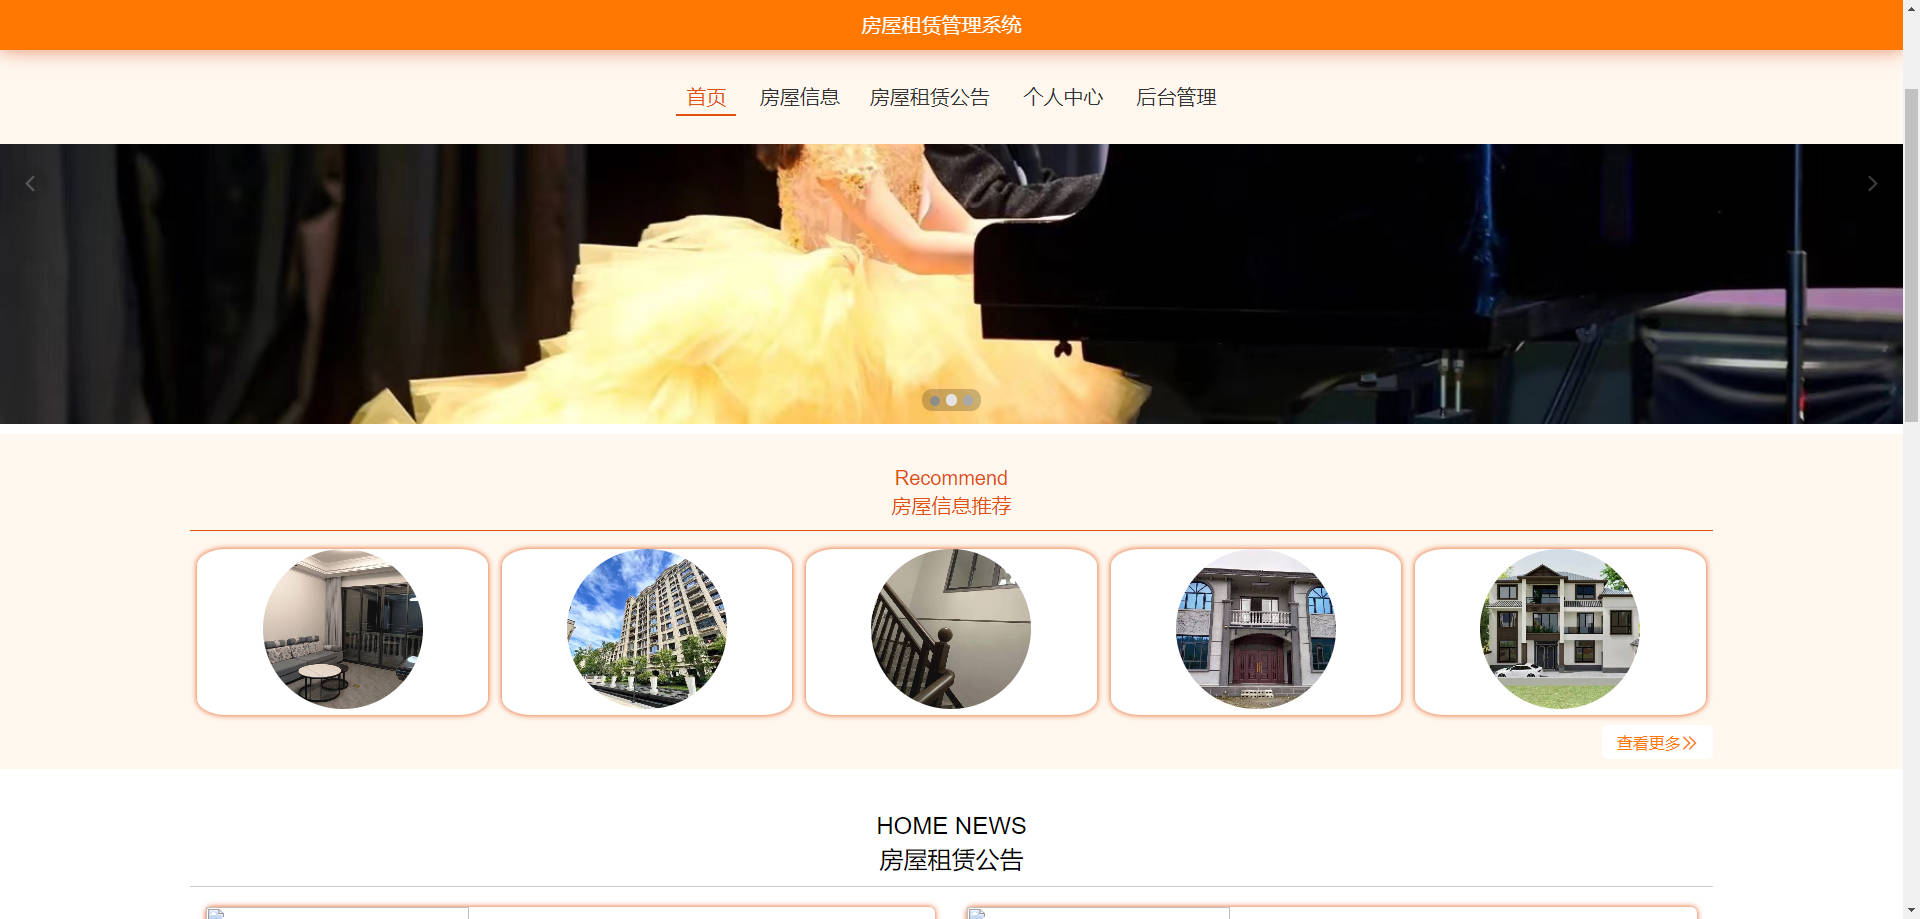 房屋租赁管理系统
首页 房屋信息 房屋租赁公告 个人中心 后台管理
Recommend
房屋信息推荐
查看更多
HOME NEWS
房屋租赁公告